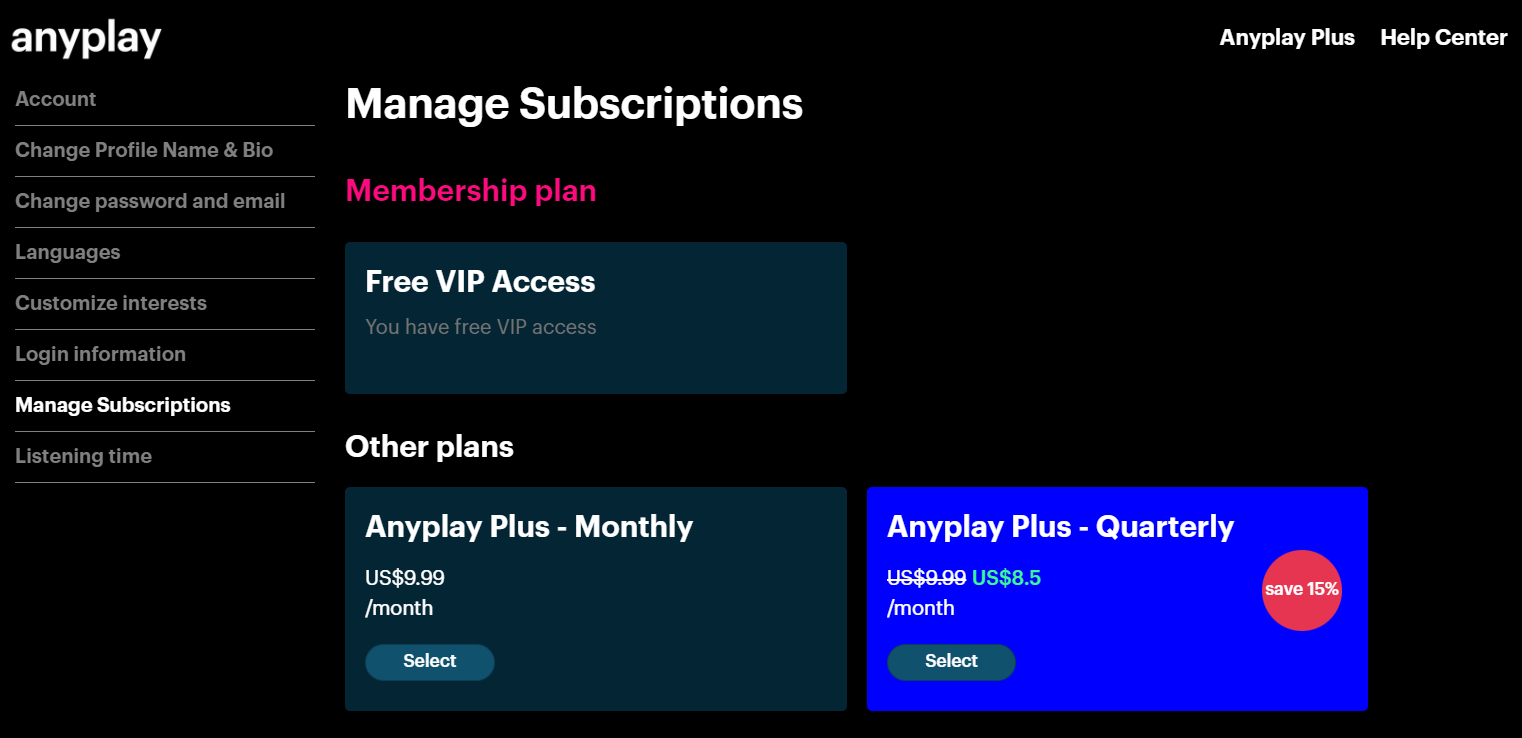 anyplay
Anyplay Plus
Help Center
Account
Change Profile Name & Bio
Change password and email
Languages
Customize interests
Login information
Manage Subscriptions
Listening time
Manage Subscriptions
Membership plan
Free VIP Access
You have free VIP access
Other plans
Anyplay Plus - Monthly
US$9.99
/month
Select
Anyplay Plus - Quarterly
US$9.99 US$8.5
/month
save 15%
Select